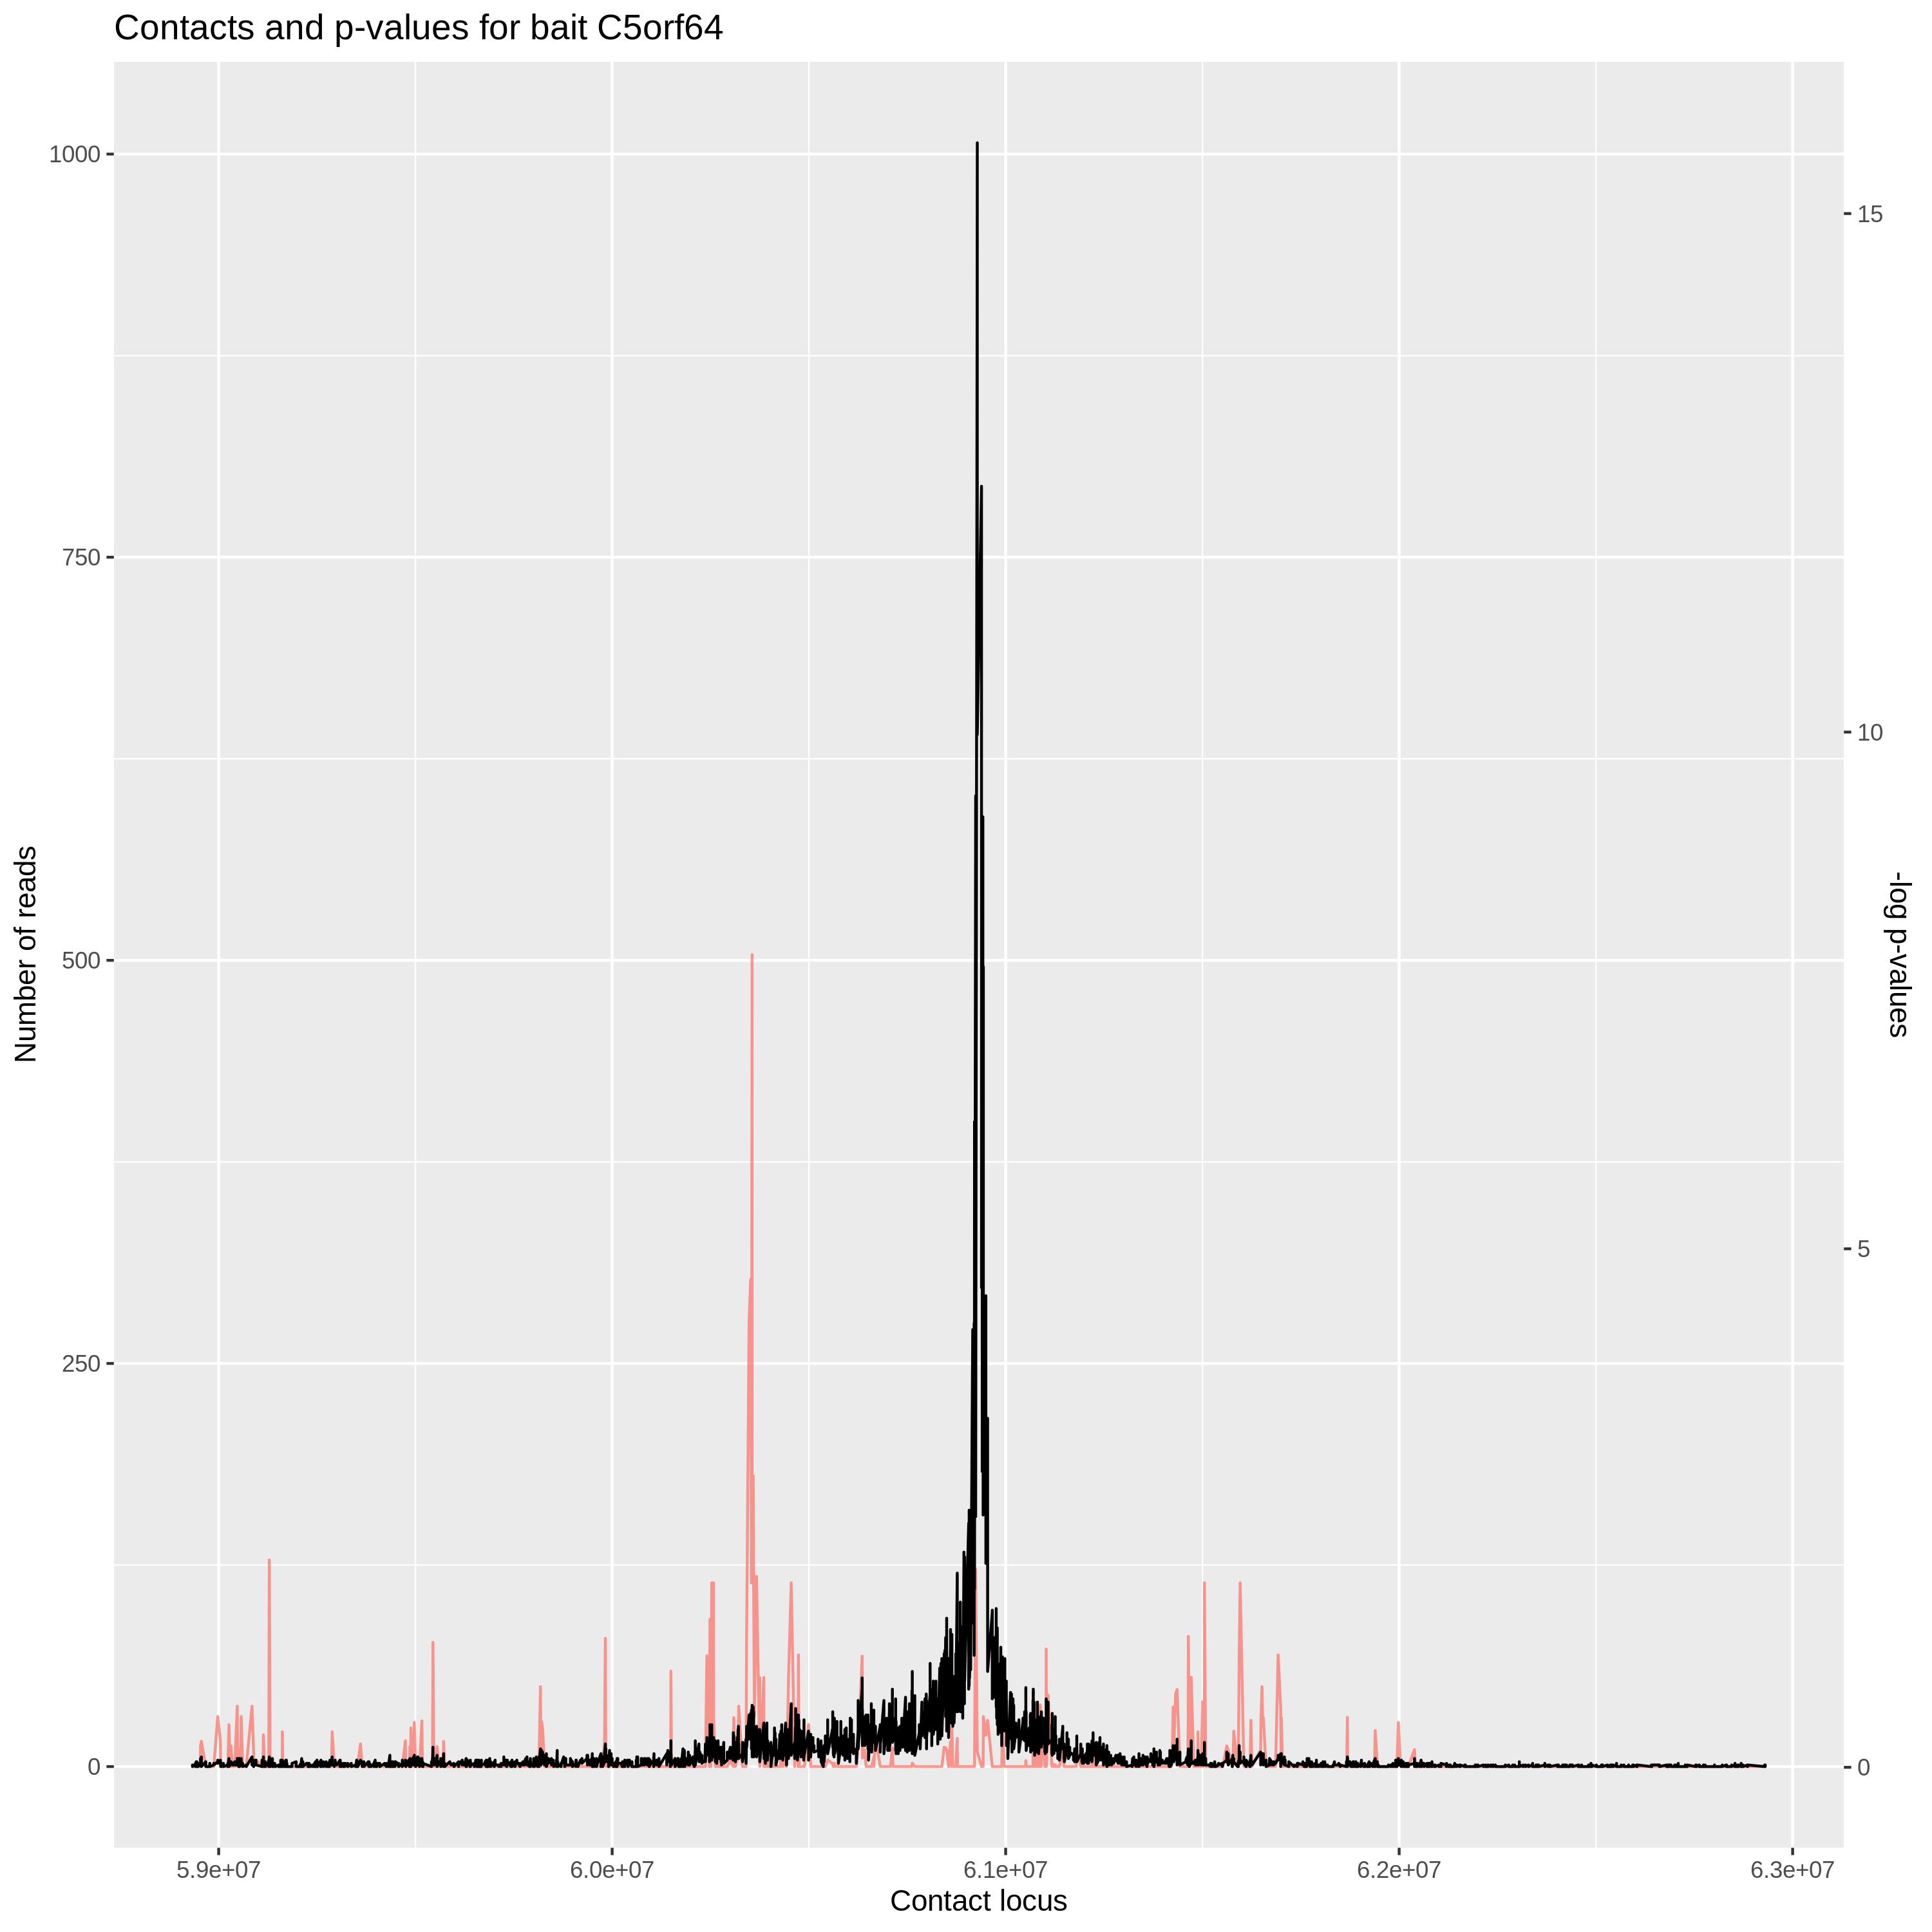 Contacts and p-values for bait C5orf64
1000
750
500
250
0
Number of reads
15
10
5
0
-log p-values
5.9e+07 6.0e+07 6.1e+07 6.2e+07 6.3e+07
Contact locus